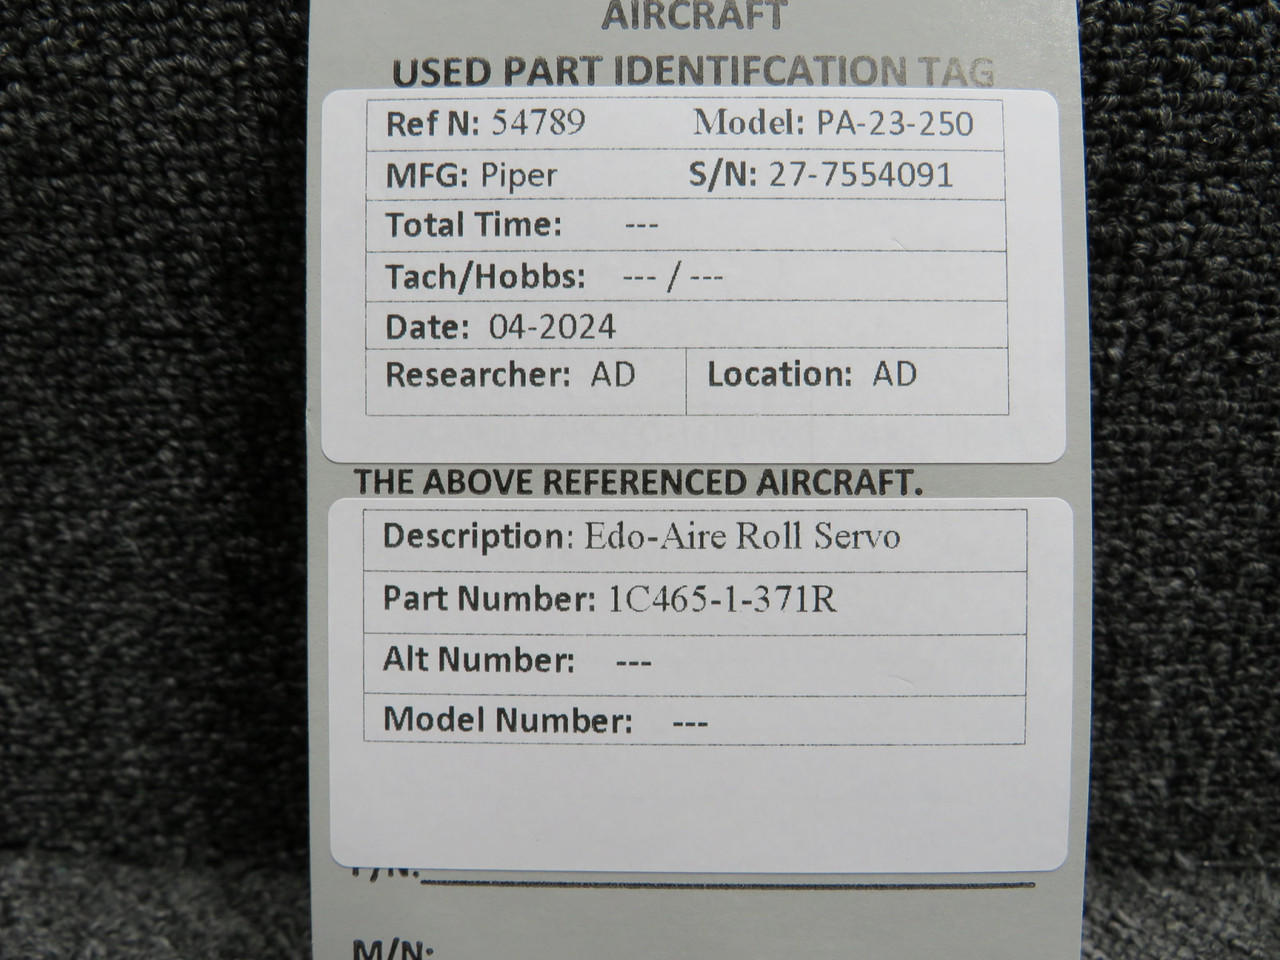 AIRCRAFT
USED PART IDENTIFCATION TAG
Ref N: 54789 Model: PA-23-250
MFG: Piper S/N: 27-7554091
Total Time: ---
Tach/Hobbs: --- / ---
Date: 04-2024
Researcher: AD Location: AD
THE ABOVE REFERENCED AIRCRAFT.
Description: Edo-Aire Roll Servo
Part Number: 1C465-1-371R
Alt Number: ---
Model Number: ---
P/N:
M/N: